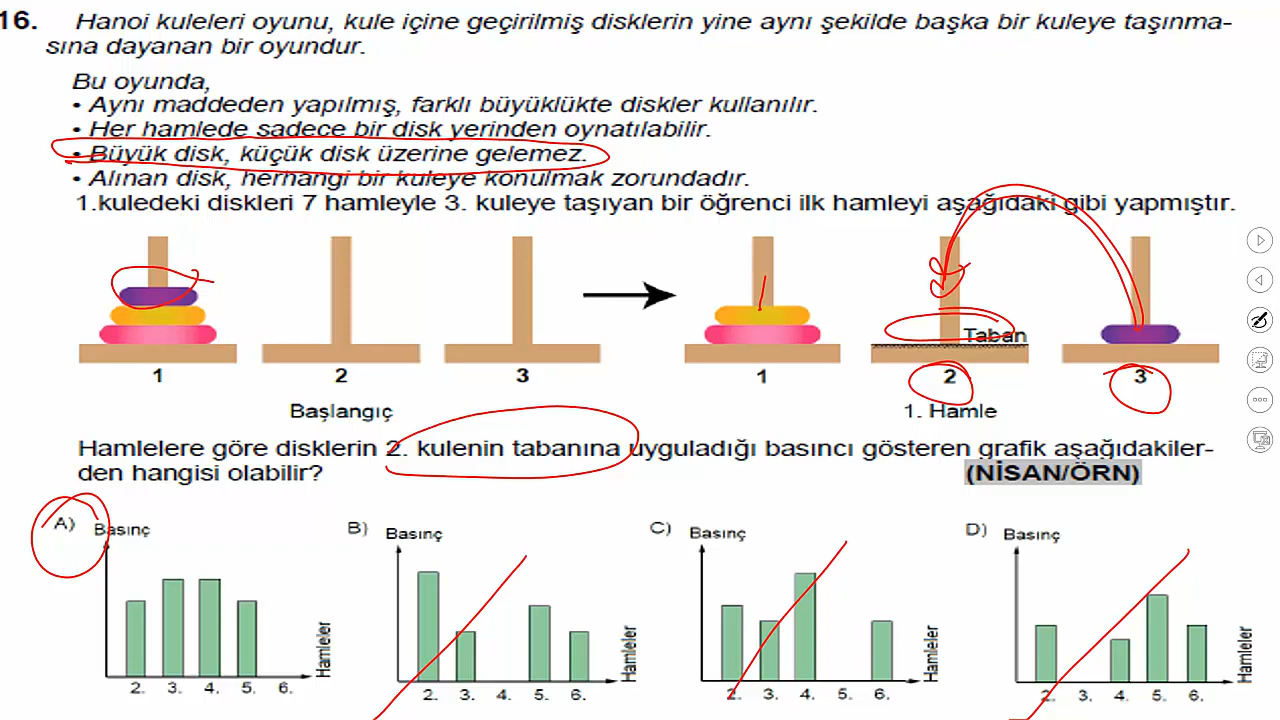 16. Hanoi kuleleri oyunu, kule içine geçirilmiş disklerin yine aynı şekilde başka bir kuleye taşınma-
sına dayanan bir oyundur.
Bu oyunda,
• Aynı maddeden yapılmış, farklı büyüklükte diskler kullanılır.
• Her hamlede sadece bir disk yerinden oynatılabilir.
• Büyük disk, küçük disk üzerine gelemez.
• Alınan disk, herhangi bir kuleye konulmak zorundadır.
1.kuledeki diskleri 7 hamleyle 3. kuleye taşıyan bir öğrenci ilk hamleyi aşağıdaki gibi yapmıştır.
Taban
1 2 3 1 2 3
Başlangıç 1. Hamle
Hamlelere göre disklerin 2. kulenin tabanına uyguladığı basıncı gösteren grafik aşağıdakiler-
den hangisi olabilir? (NİSAN/ÖRN)
A) Basınç
Hamleler
2. 3. 4. 5. 6.
B) Basınç
Hamleler
2. 3. 4. 5. 6.
C) Basınç
Hamleler
2. 3. 4. 5. 6.
D) Basınç
Hamleler
2. 3. 4. 5. 6.